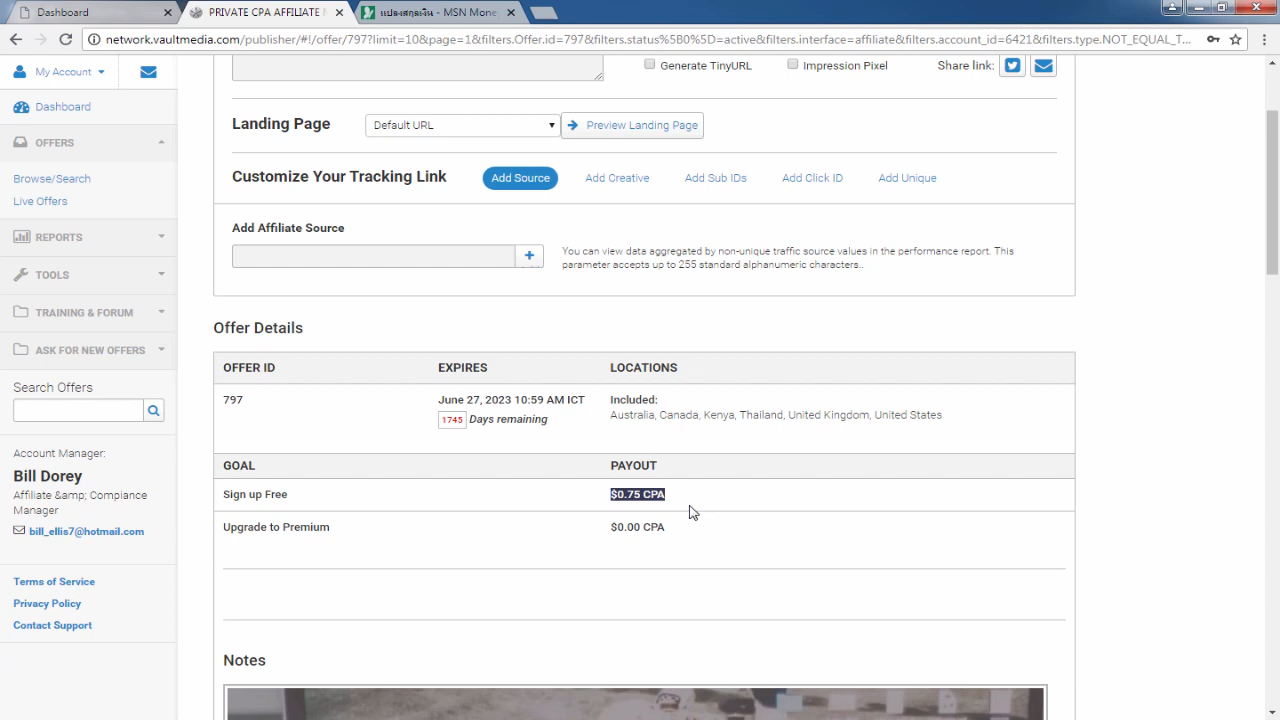 Dashboard
PRIVATE CPA AFFILIATE N
แปลงสกุลเงิน - MSN Money
network.vaultmedia.com/publisher/#!/offer/797?limit=10&page=1&filters.Offer.id=797&filters.status%5B0%5D=active&filters.interface=affiliate&filters.account_id=6421&filters.type.NOT_EQUAL_T...
My Account
Dashboard
OFFERS
Browse/Search
Live Offers
REPORTS
TOOLS
TRAINING & FORUM
ASK FOR NEW OFFERS
Search Offers
Account Manager:
Bill Dorey
Affiliate &amp; Compliance
Manager
bill_ellis7@hotmail.com
Terms of Service
Privacy Policy
Contact Support
Generate TinyURL
Impression Pixel
Share link:
Landing Page
Default URL
Preview Landing Page
Customize Your Tracking Link
Add Source
Add Creative
Add Sub IDs
Add Click ID
Add Unique
Add Affiliate Source
You can view data aggregated by non-unique traffic source values in the performance report. This
parameter accepts up to 255 standard alphanumeric characters..
Offer Details
OFFER ID
EXPIRES
LOCATIONS
797
June 27, 2023 10:59 AM ICT
1745 Days remaining
Included:
Australia, Canada, Kenya, Thailand, United Kingdom, United States
GOAL
PAYOUT
Sign up Free
$0.75 CPA
Upgrade to Premium
$0.00 CPA
Notes